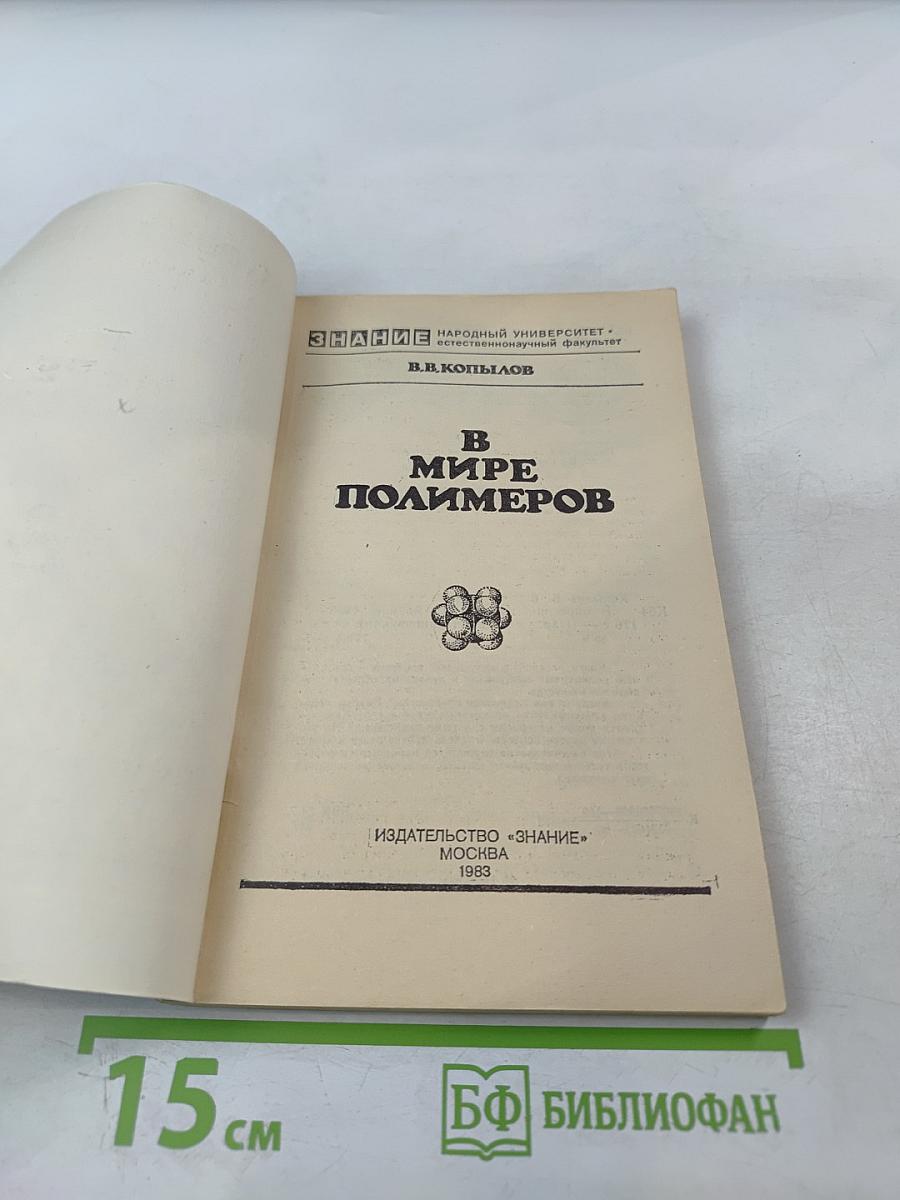 ЗНАНИЕ НАРОДНЫЙ УНИВЕРСИТЕТ •
естественнонаучный факультет
В.В.КОПЫЛОВ
В
МИРЕ
ПОЛИМЕРОВ
ИЗДАТЕЛЬСТВО «ЗНАНИЕ»
МОСКВА
1983
15 см
БФ БИБЛИОФАН